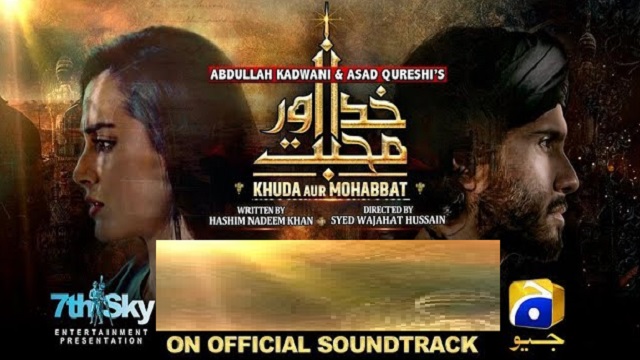 ABDULLAH KADWANI & ASAD QURESHI'S
خدا اور
محبت
KHUDA AUR MOHABBAT
WRITTEN BY
HASHIM NADEEM KHAN
DIRECTED BY
SYED WAJAHAT HUSSAIN
7th Sky
ENTERTAINMENT
PRESENTATION
ON OFFICIAL SOUNDTRACK
جیو